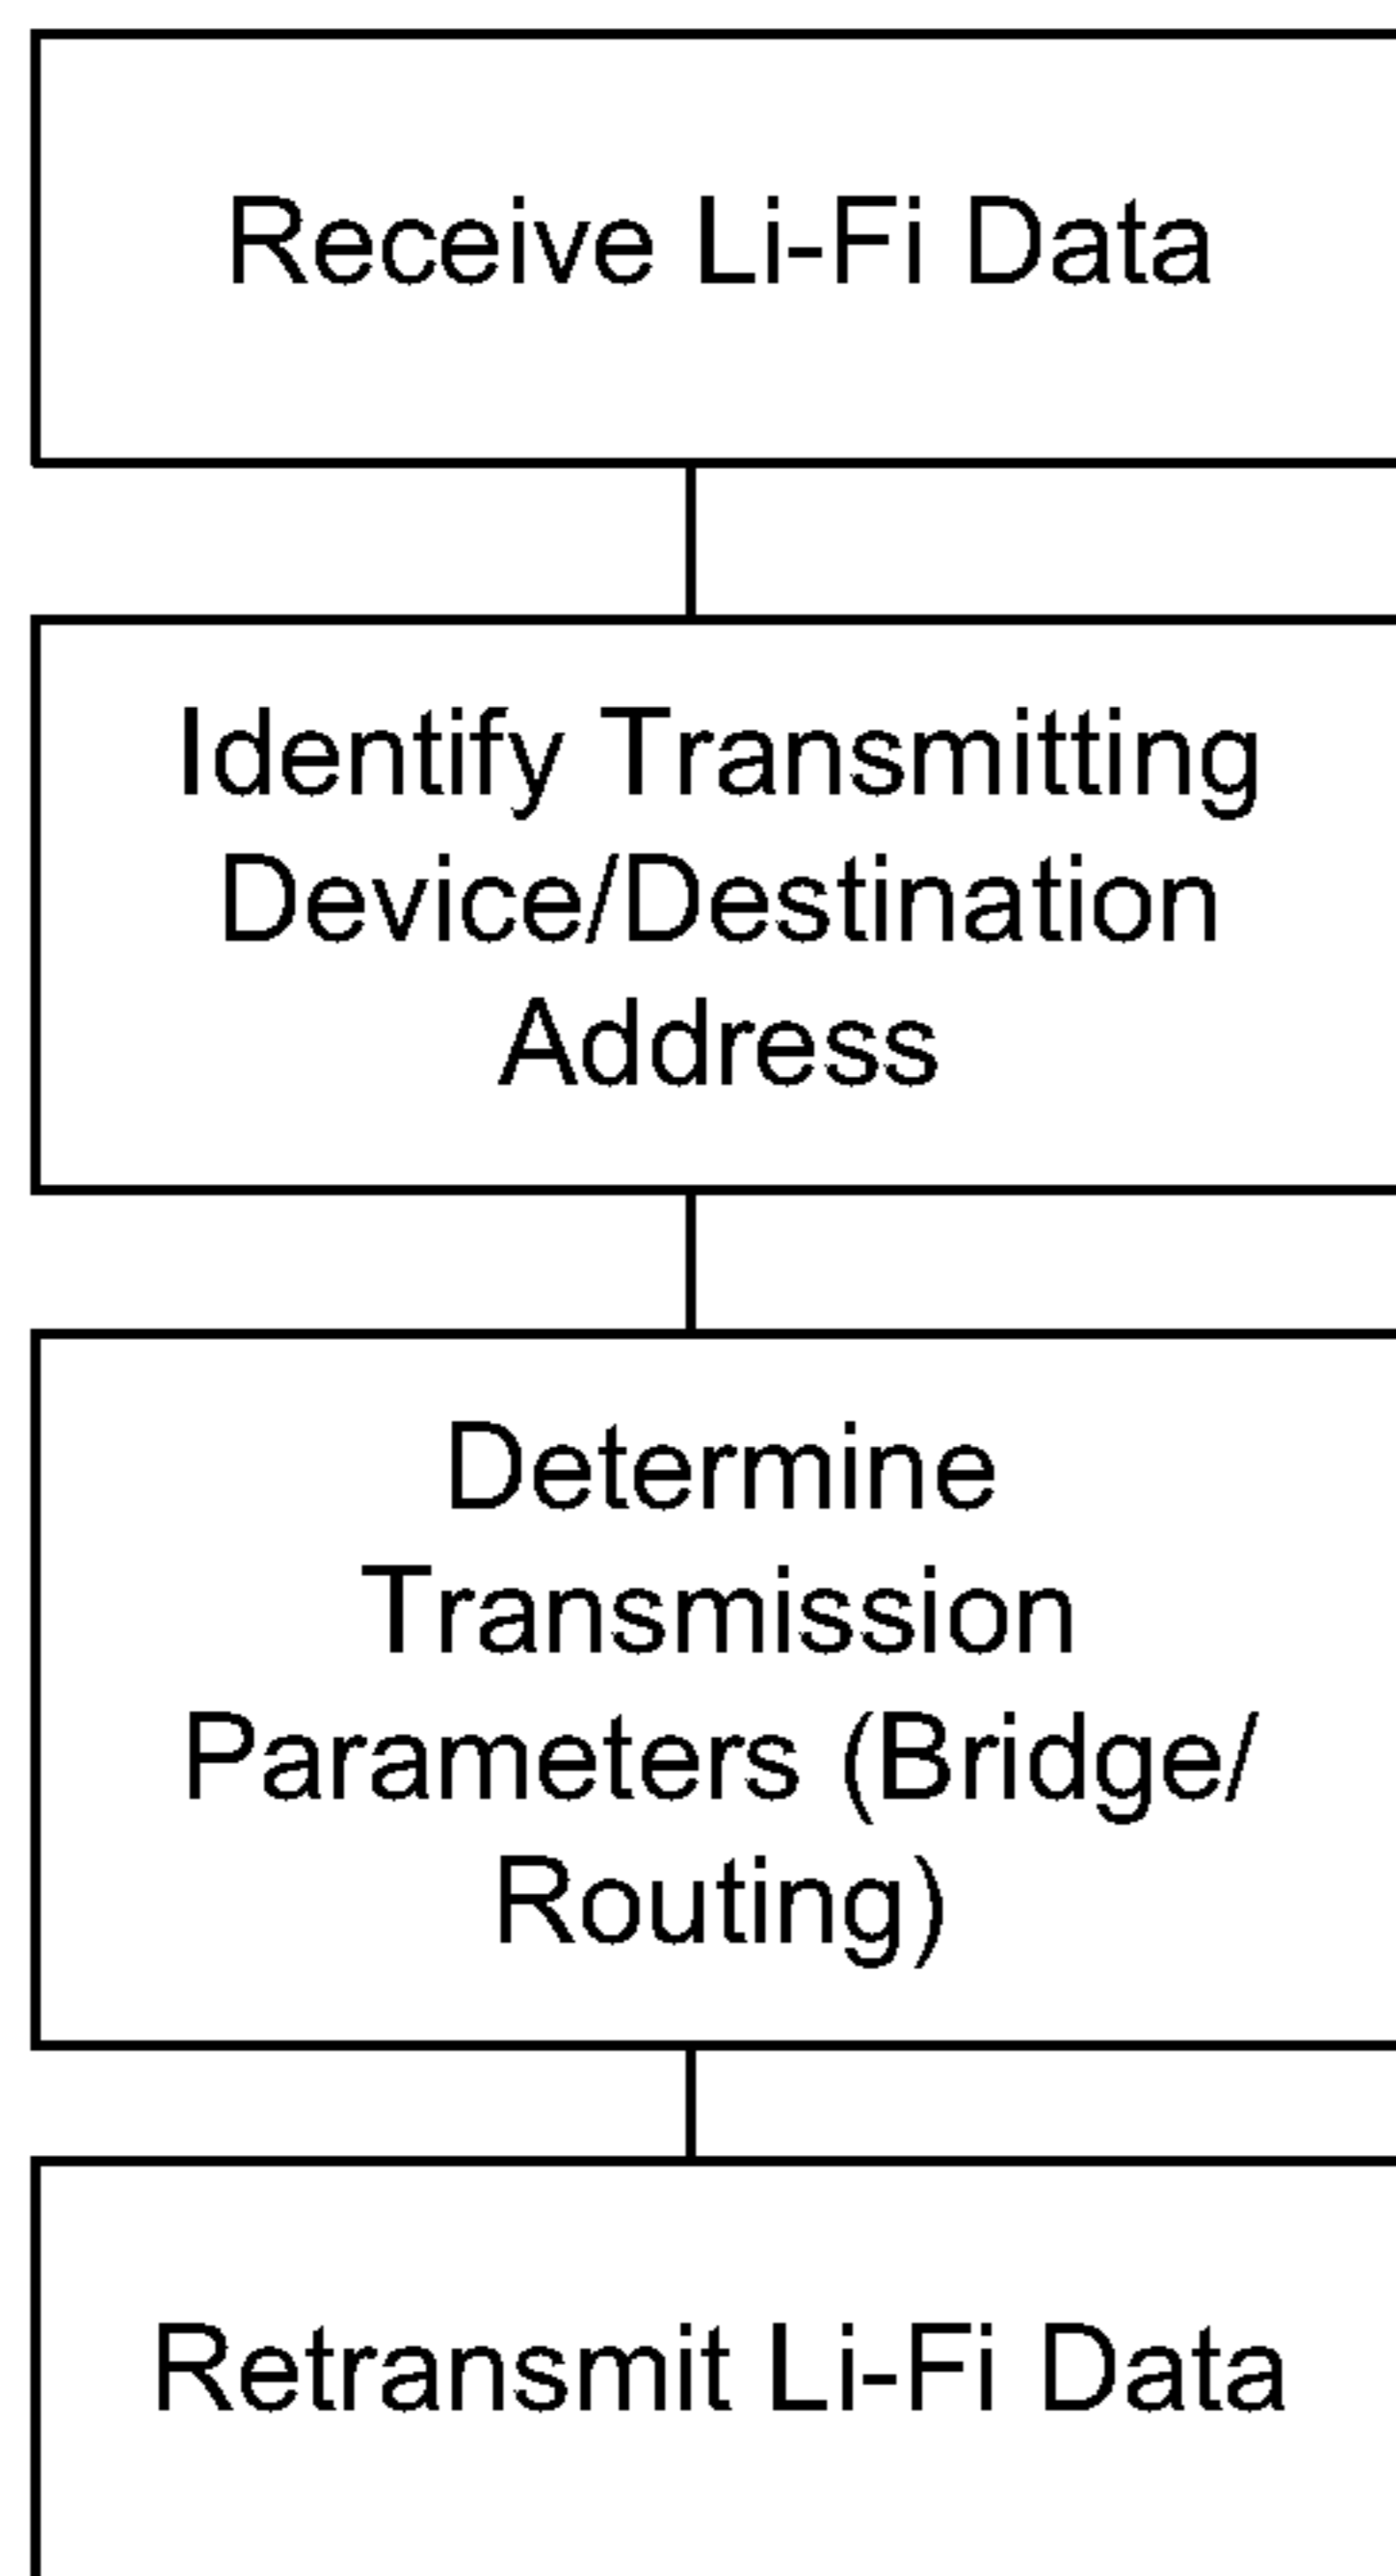 Receive Li-Fi Data
Identify Transmitting
Device/Destination
Address
Determine
Transmission
Parameters (Bridge/
Routing)
Retransmit Li-Fi Data